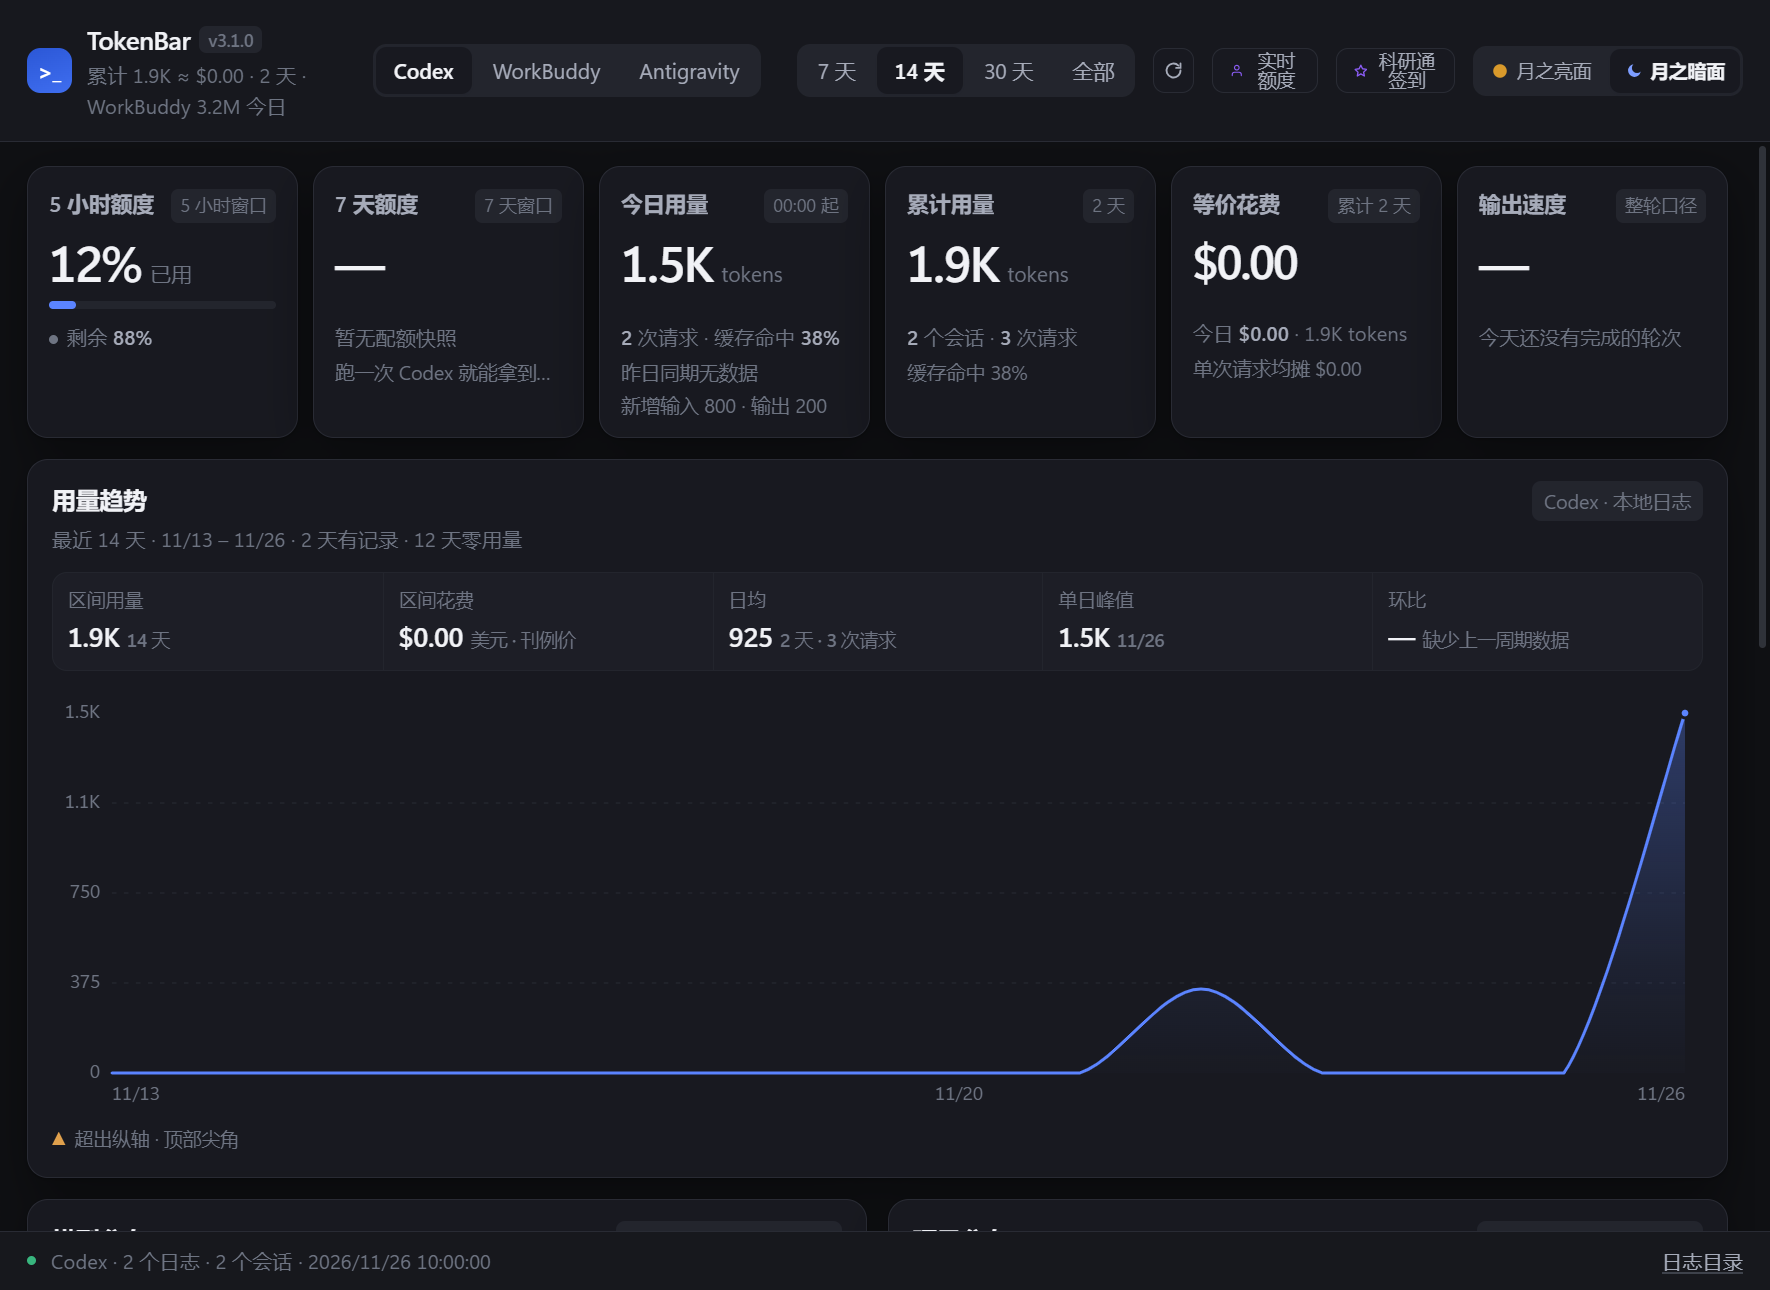 TokenBar v3.1.0
累计 1.9K ≈ $0.00 · 2 天 ·
WorkBuddy 3.2M 今日
Codex WorkBuddy Antigravity
7 天 14 天 30 天 全部
实时
额度
科研通
签到
月之亮面 月之暗面
5 小时额度 5 小时窗口
12% 已用
剩余 88%
7 天额度 7 天窗口
—
暂无配额快照
跑一次 Codex 就能拿到...
今日用量 00:00 起
1.5K tokens
2 次请求 · 缓存命中 38%
昨日同期无数据
新增输入 800 · 输出 200
累计用量 2 天
1.9K tokens
2 个会话 · 3 次请求
缓存命中 38%
等价花费 累计 2 天
$0.00
今日 $0.00 · 1.9K tokens
单次请求均摊 $0.00
输出速度 整轮口径
—
今天还没有完成的轮次
用量趋势 Codex · 本地日志
最近 14 天 · 11/13 – 11/26 · 2 天有记录 · 12 天零用量
区间用量
1.9K 14 天
区间花费
$0.00 美元 · 刊例价
日均
925 2 天 · 3 次请求
单日峰值
1.5K 11/26
环比
— 缺少上一周期数据
1.5K
1.1K
750
375
0
11/13 11/20 11/26
超出纵轴 · 顶部尖角
Codex · 2 个日志 · 2 个会话 · 2026/11/26 10:00:00
日志目录